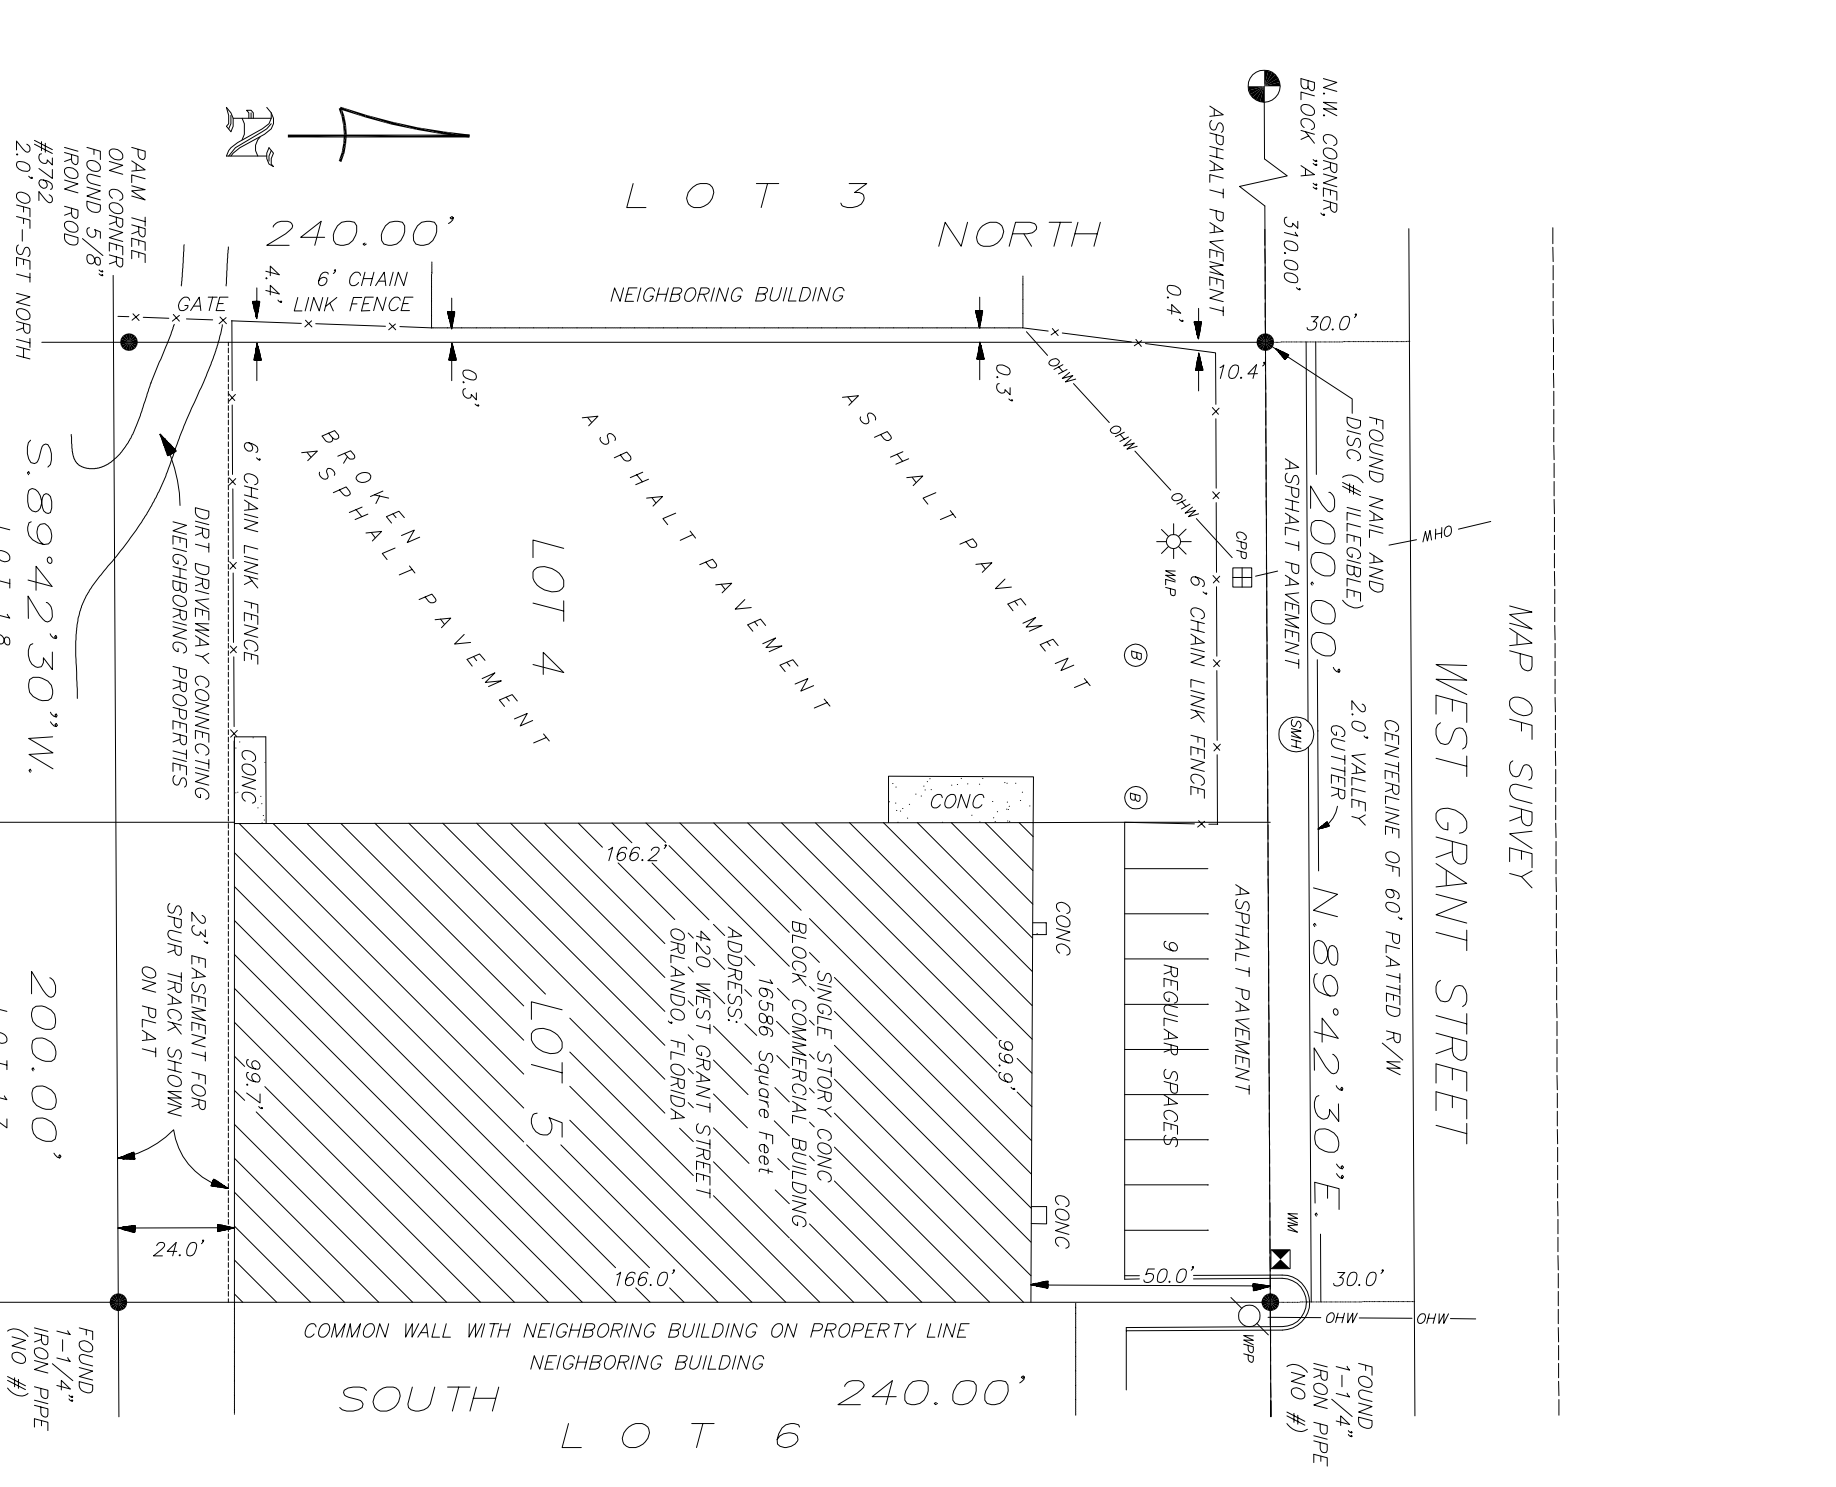 MAP OF SURVEY
WEST GRANT STREET
CENTERLINE OF 60' PLATTED R/W
N.W. CORNER,
BLOCK "A"
310.00'
30.0'
FOUND NAIL AND
DISC (# ILLEGIBLE)
OHW
200.00'
2.0' VALLEY
GUTTER
N.89°42'30"E.
30.0'
OHW
OHW
FOUND
1-1/4"
IRON PIPE
(NO #)
ASPHALT PAVEMENT
0.4'
10.4'
ASPHALT PAVEMENT
SMH
ASPHALT PAVEMENT
WM
WPP
50.0'
CPP
WLP
6' CHAIN LINK FENCE
OHW
OHW
OHW
B
B
9 REGULAR SPACES
NORTH
240.00'
LOT 3
NEIGHBORING BUILDING
0.3'
0.3'
6' CHAIN
LINK FENCE
4.4'
GATE
N
ASPHALT PAVEMENT
ASPHALT PAVEMENT
BROKEN
ASPHALT PAVEMENT
LOT 4
CONC
CONC
CONC
CONC
99.9'
166.2'
SINGLE STORY CONC
BLOCK COMMERCIAL BUILDING
16586 Square Feet
ADDRESS:
420 WEST GRANT STREET
ORLANDO, FLORIDA
LOT 5
166.0'
99.7'
COMMON WALL WITH NEIGHBORING BUILDING ON PROPERTY LINE
NEIGHBORING BUILDING
SOUTH
240.00'
LOT 6
6' CHAIN LINK FENCE
DIRT DRIVEWAY CONNECTING
NEIGHBORING PROPERTIES
23' EASEMENT FOR
SPUR TRACK SHOWN
ON PLAT
24.0'
PALM TREE
ON CORNER
FOUND 5/8"
IRON ROD
#3762
2.0' OFF-SET NORTH
S.89°42'30"W.
200.00'
FOUND
1-1/4"
IRON PIPE
(NO #)
LOT 18
LOT 17